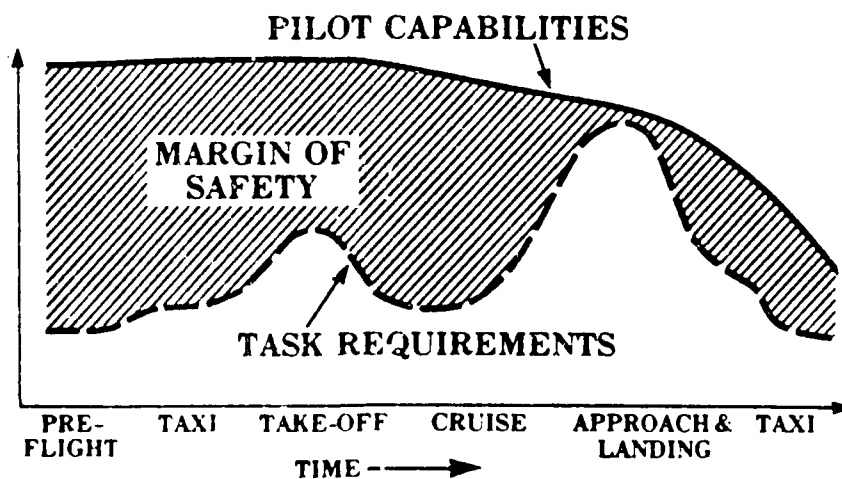 PILOT CAPABILITIES
MARGIN OF
SAFETY
TASK REQUIREMENTS
PRE-
FLIGHT
TAXI
TAKE-OFF
CRUISE
APPROACH &
LANDING
TAXI
TIME